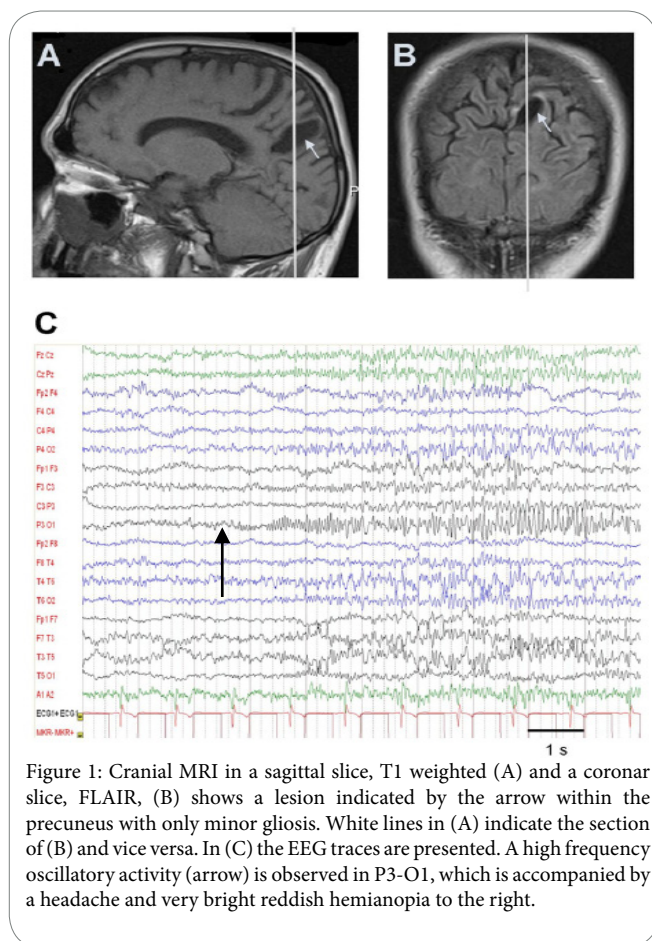 A
B
P
C
Fz Cz
Cz Pz
Fp2 F4
F4 C4
C4 P4
P4 O2
Fp1 F3
F3 C3
C3 P3
P3 O1
Fp2 F8
F8 T4
T4 T6
T6 O2
Fp1 F7
F7 T3
T3 T5
T5 O1
A1 A2
ECG1+ ECG1
MKR- MKR+
1 s
Figure 1: Cranial MRI in a sagittal slice, T1 weighted (A) and a coronar
slice, FLAIR, (B) shows a lesion indicated by the arrow within the
precuneus with only minor gliosis. White lines in (A) indicate the section
of (B) and vice versa. In (C) the EEG traces are presented. A high frequency
oscillatory activity (arrow) is observed in P3-O1, which is accompanied by
a headache and very bright reddish hemianopia to the right.